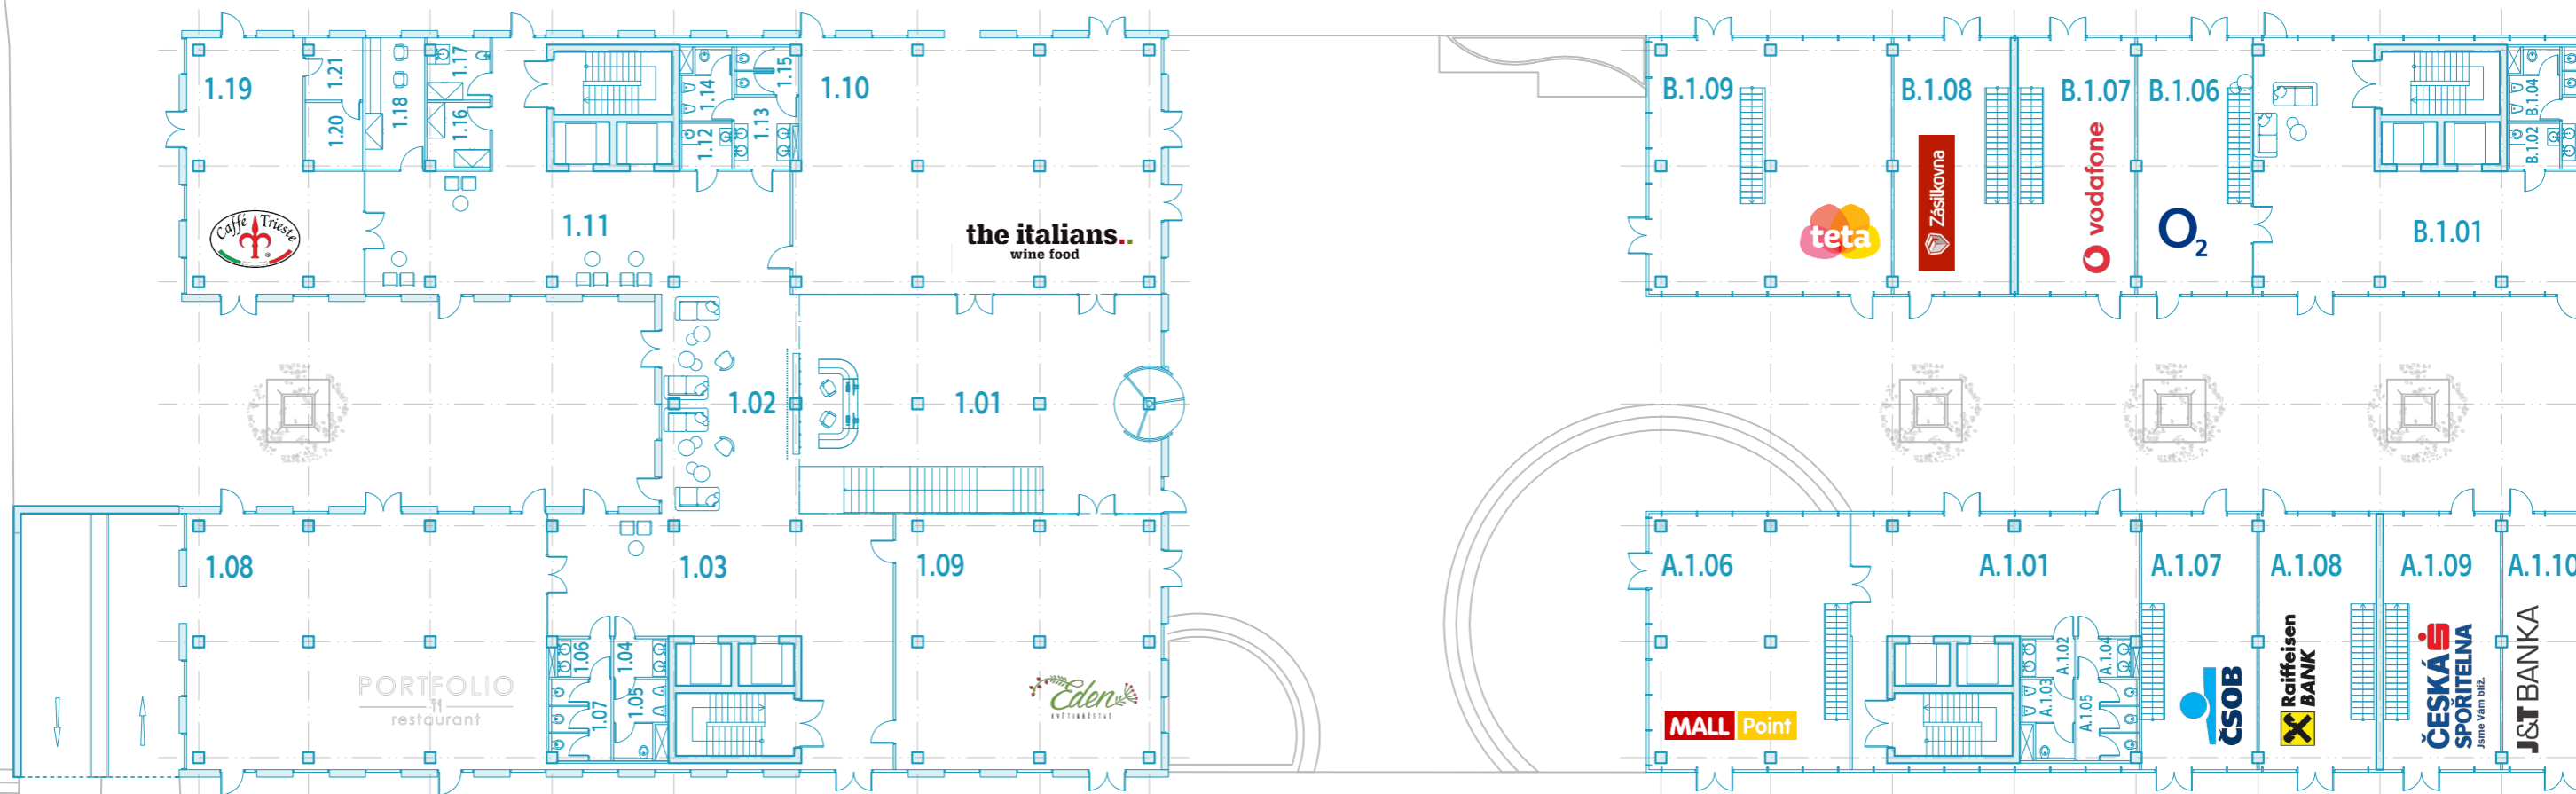 1.19
1.21
1.20
1.18
1.17
1.16
1.14
1.15
1.12
1.13
1.10
Caffé Trieste
1.11
the italians..
wine food
1.02
1.01
1.08
PORTFOLIO
restaurant
1.03
1.06
1.04
1.07
1.05
1.09
Eden
KVĚTINÁŘSTVÍ
B.1.09
teta
B.1.08
Zásilkovna
B.1.07
vodafone
B.1.06
O2
B.1.04
B.1.02
B.1.01
A.1.06
MALL Point
A.1.01
A.1.02
A.1.04
A.1.03
A.1.05
A.1.07
ČSOB
A.1.08
Raiffeisen
BANK
A.1.09
ČESKÁ
SPOŘITELNA
Jsme Vám blíž.
A.1.10
J&T BANKA